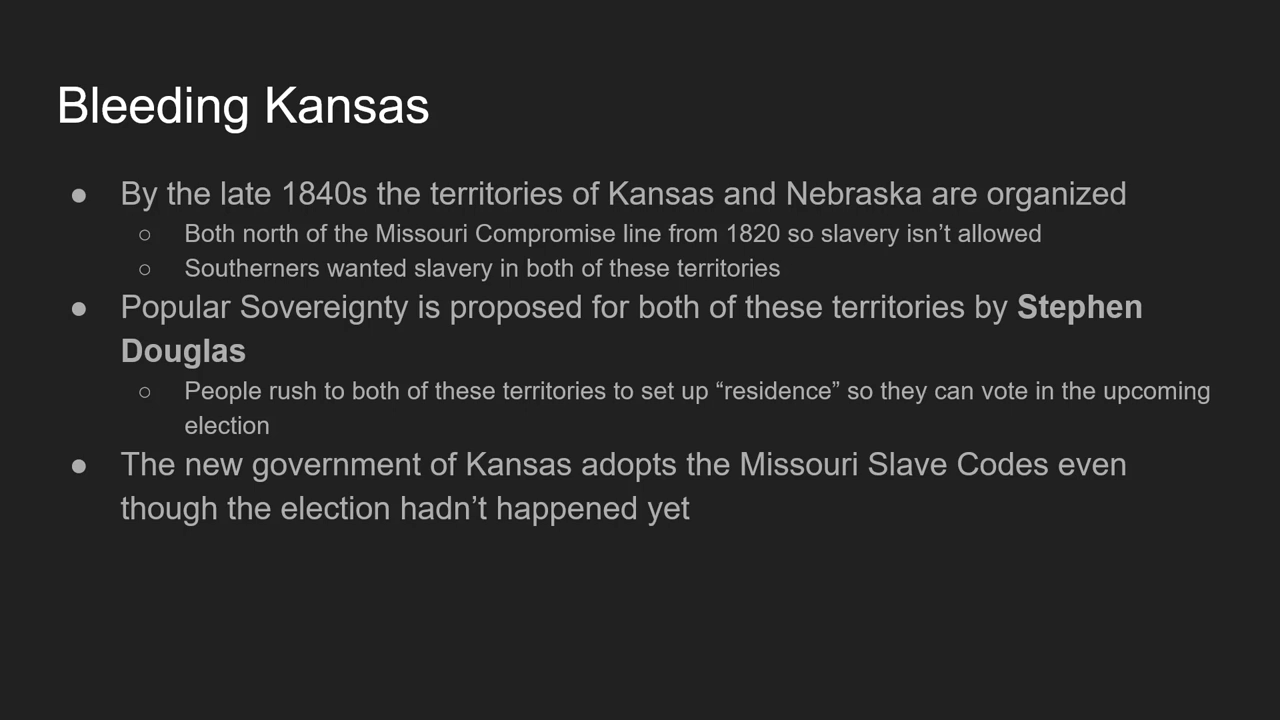 Bleeding Kansas
● By the late 1840s the territories of Kansas and Nebraska are organized
○ Both north of the Missouri Compromise line from 1820 so slavery isn’t allowed
○ Southerners wanted slavery in both of these territories
● Popular Sovereignty is proposed for both of these territories by Stephen
Douglas
○ People rush to both of these territories to set up “residence” so they can vote in the upcoming
election
● The new government of Kansas adopts the Missouri Slave Codes even
though the election hadn’t happened yet